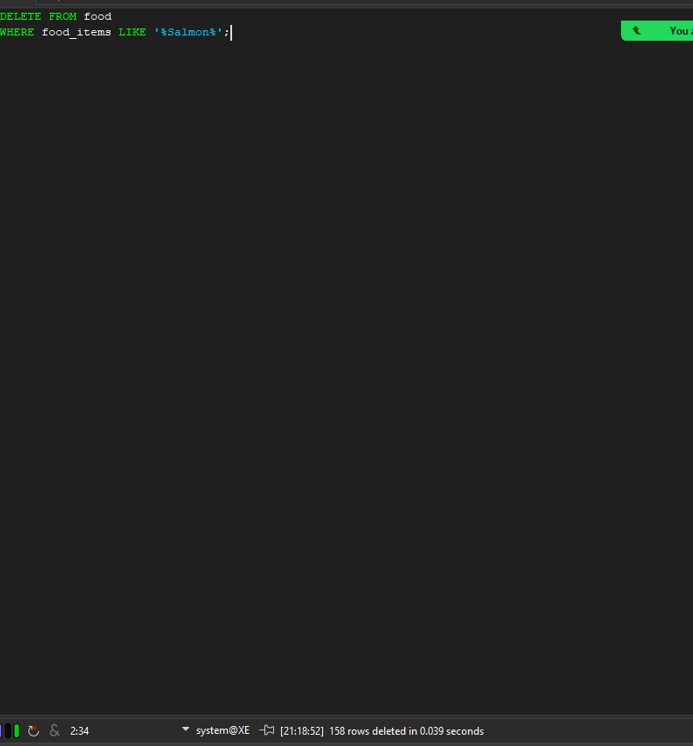 DELETE FROM food
WHERE food_items LIKE '%Salmon%';
You
& 2:34 system@XE [21:18:52] 158 rows deleted in 0.039 seconds